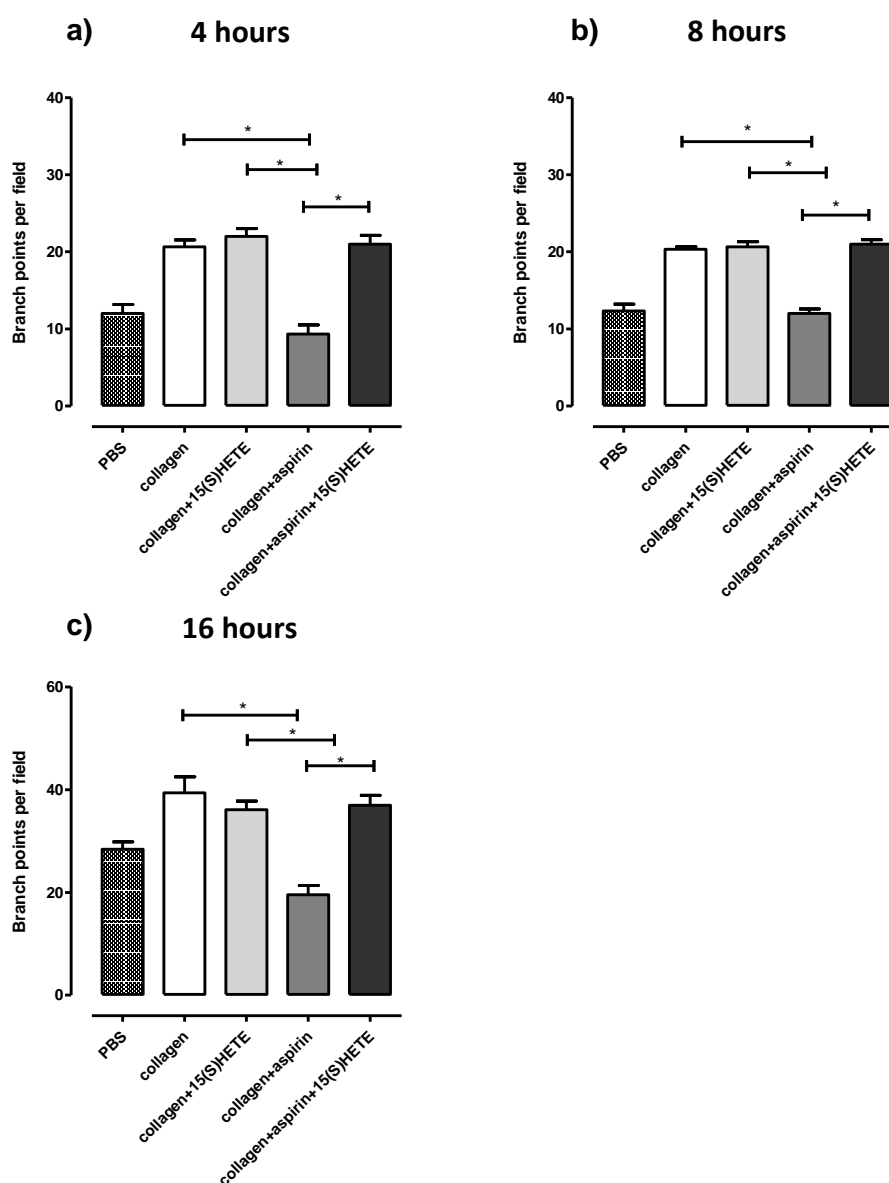 a) 4 hours
Branch points per field
40
30
20
10
0
*
*
*
PBS
collagen
collagen+15(S)HETE
collagen+aspirin
collagen+aspirin+15(S)HETE
b) 8 hours
Branch points per field
40
30
20
10
0
*
*
*
PBS
collagen
collagen+15(S)HETE
collagen+aspirin
collagen+aspirin+15(S)HETE
c) 16 hours
Branch points per field
60
40
20
0
*
*
*
PBS
collagen
collagen+15(S)HETE
collagen+aspirin
collagen+aspirin+15(S)HETE